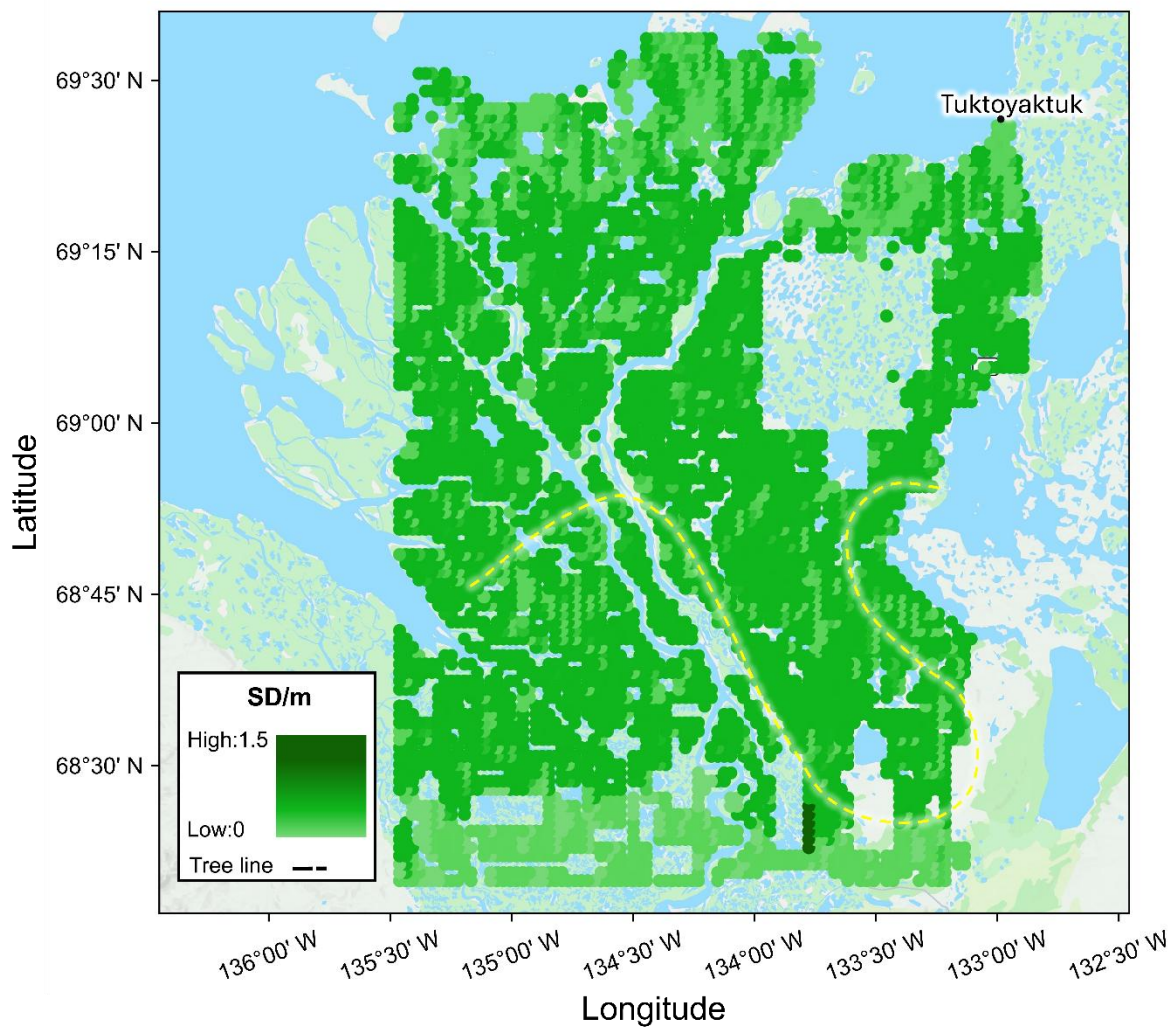 69°30' N
Tuktoyaktuk
69°15' N
69°00' N
Latitude
68°45' N
SD/m
High:1.5
68°30' N
Low:0
Tree line
136°00' W
135°30' W
135°00' W
134°30' W
134°00' W
133°30' W
133°00' W
132°30' W
Longitude